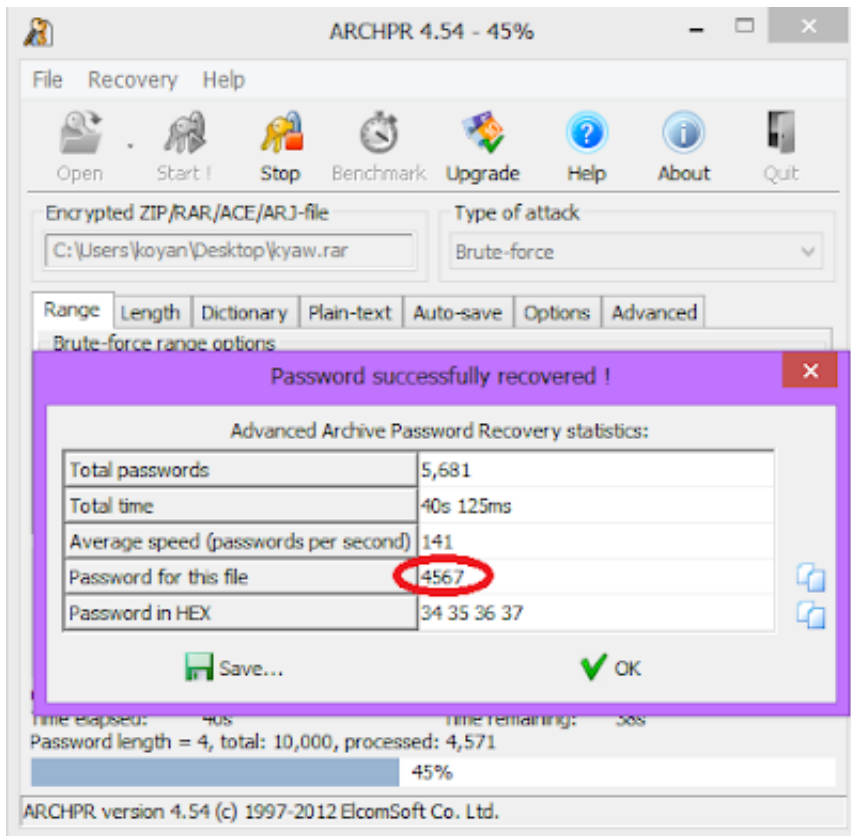 ARCHPR 4.54 - 45%
File Recovery Help
Open Start ! Stop Benchmark Upgrade Help About Quit
Encrypted ZIP/RAR/ACE/ARJ-file Type of attack
C:\Users\koyan\Desktop\kyaw.rar Brute-force
Range Length Dictionary Plain-text Auto-save Options Advanced
Brute-force range options
Password successfully recovered !
Advanced Archive Password Recovery statistics:
Total passwords 5,681
Total time 40s 125ms
Average speed (passwords per second) 141
Password for this file 4567
Password in HEX 34 35 36 37
Save... OK
Time elapsed: 40s Time remaining: 38s
Password length = 4, total: 10,000, processed: 4,571
45%
ARCHPR version 4.54 (c) 1997-2012 ElcomSoft Co. Ltd.